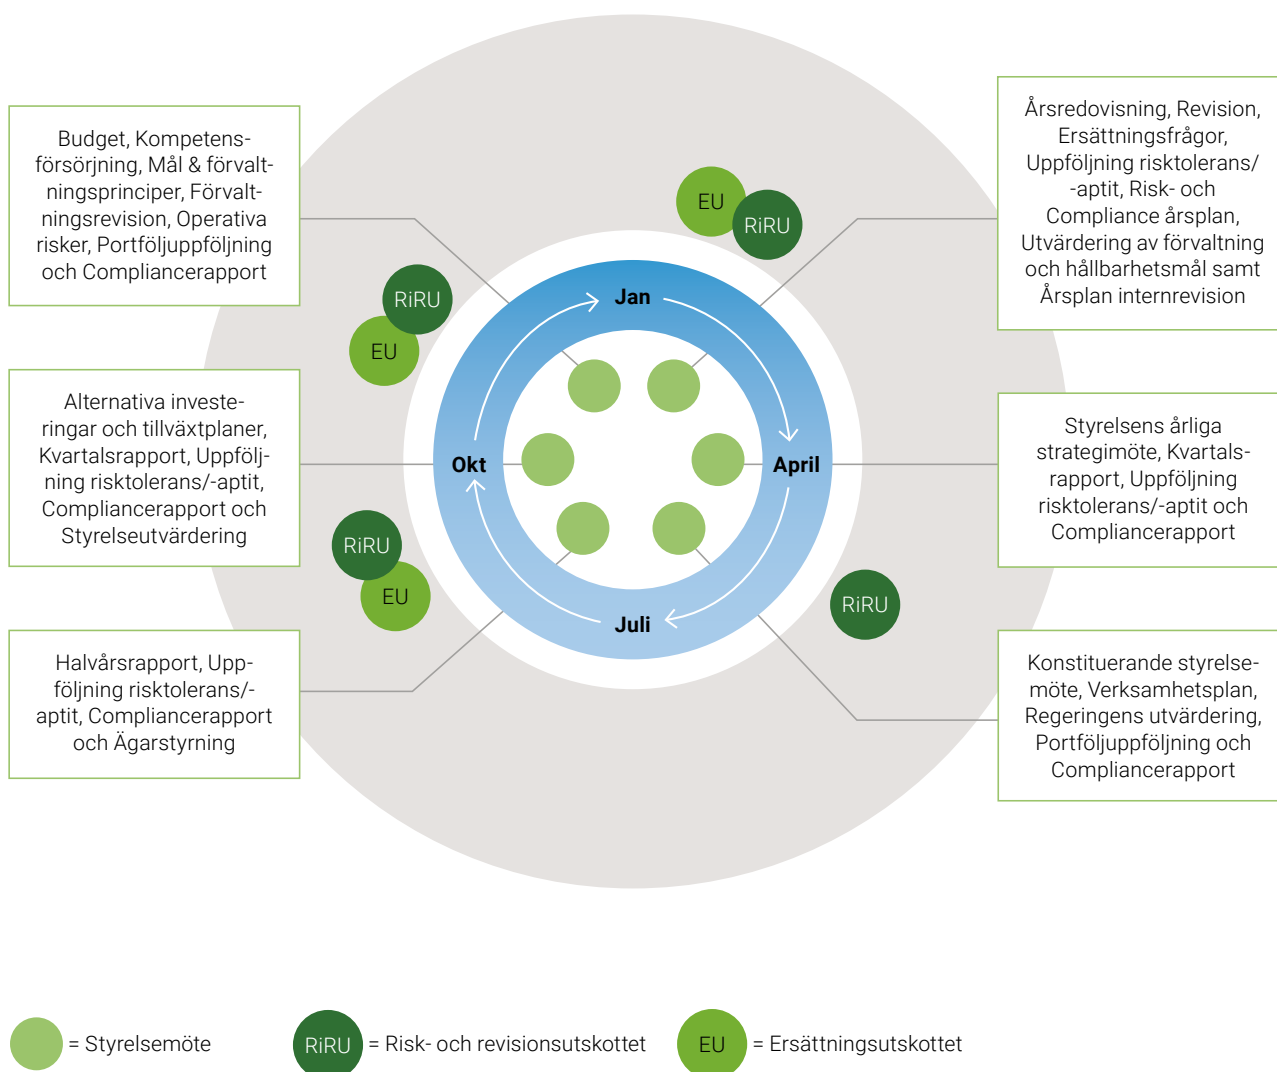 Budget, Kompetens-
försörjning, Mål & förvalt-
ningsprinciper, Förvalt-
ningsrevision, Operativa
risker, Portföljuppföljning
och Compliancerapport
Alternativa investe-
ringar och tillväxtplaner,
Kvartalsrapport, Uppfölj-
ning risktolerans/-aptit,
Compliancerapport och
Styrelseutvärdering
Halvårsrapport, Upp-
följning risktolerans/-
aptit, Compliancerapport
och Ägarstyrning
EU
RiRU
RiRU
EU
RiRU
EU
RiRU
Jan
April
Juli
Okt
Årsredovisning, Revision,
Ersättningsfrågor,
Uppföljning risktolerans/
-aptit, Risk- och
Compliance årsplan,
Utvärdering av förvaltning
och hållbarhetsmål samt
Årsplan internrevision
Styrelsens årliga
strategimöte, Kvartals-
rapport, Uppföljning
risktolerans/-aptit och
Compliancerapport
Konstituerande styrelse-
möte, Verksamhetsplan,
Regeringens utvärdering,
Portföljuppföljning och
Compliancerapport
= Styrelsemöte
RiRU = Risk- och revisionsutskottet
EU = Ersättningsutskottet